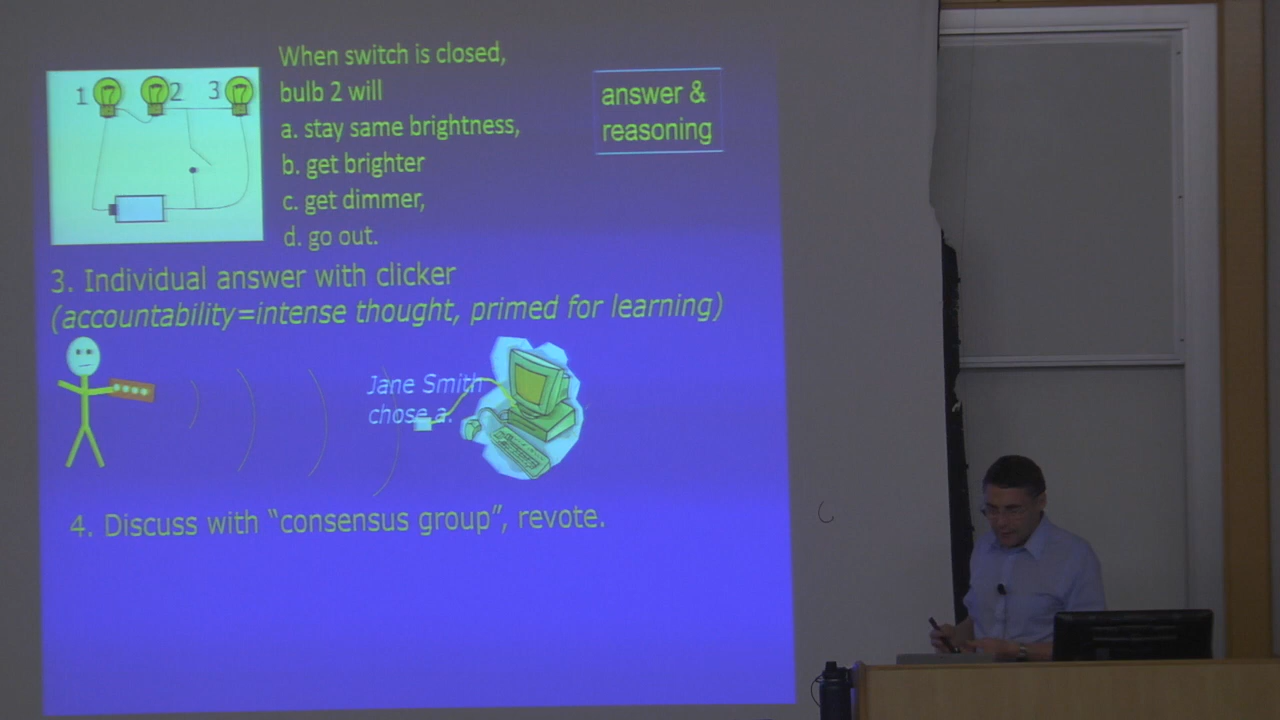 1 2 3
When switch is closed,
bulb 2 will
a. stay same brightness,
b. get brighter
c. get dimmer,
d. go out.
answer &
reasoning
3. Individual answer with clicker
(accountability=intense thought, primed for learning)
Jane Smith
chose a.
4. Discuss with “consensus group”, revote.